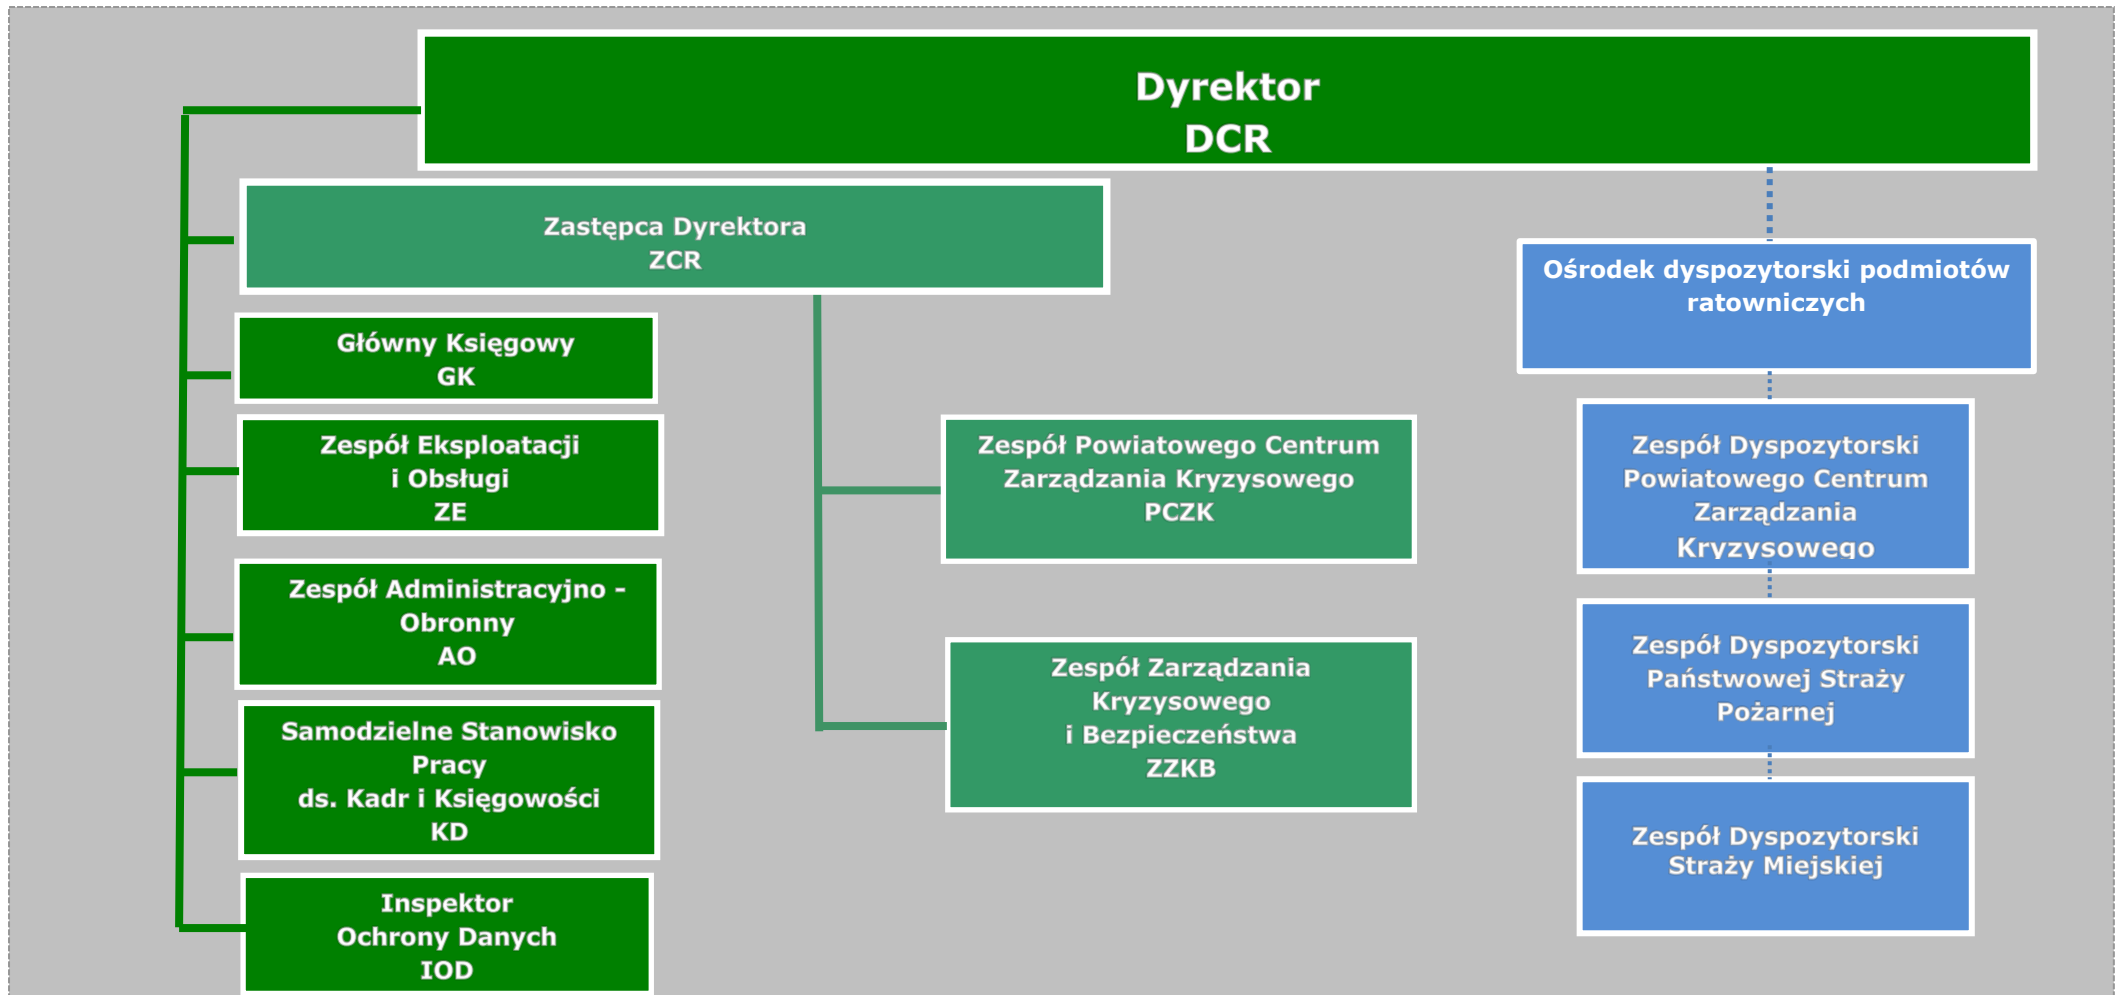 Dyrektor
DCR
Zastępca Dyrektora
ZCR
Główny Księgowy
GK
Zespół Eksploatacji
i Obsługi
ZE
Zespół Administracyjno -
Obronny
AO
Samodzielne Stanowisko
Pracy
ds. Kadr i Księgowości
KD
Inspektor
Ochrony Danych
IOD
Zespół Powiatowego Centrum
Zarządzania Kryzysowego
PCZK
Zespół Zarządzania
Kryzysowego
i Bezpieczeństwa
ZZKB
Ośrodek dyspozytorski podmiotów
ratowniczych
Zespół Dyspozytorski
Powiatowego Centrum
Zarządzania
Kryzysowego
Zespół Dyspozytorski
Państwowej Straży
Pożarnej
Zespół Dyspozytorski
Straży Miejskiej